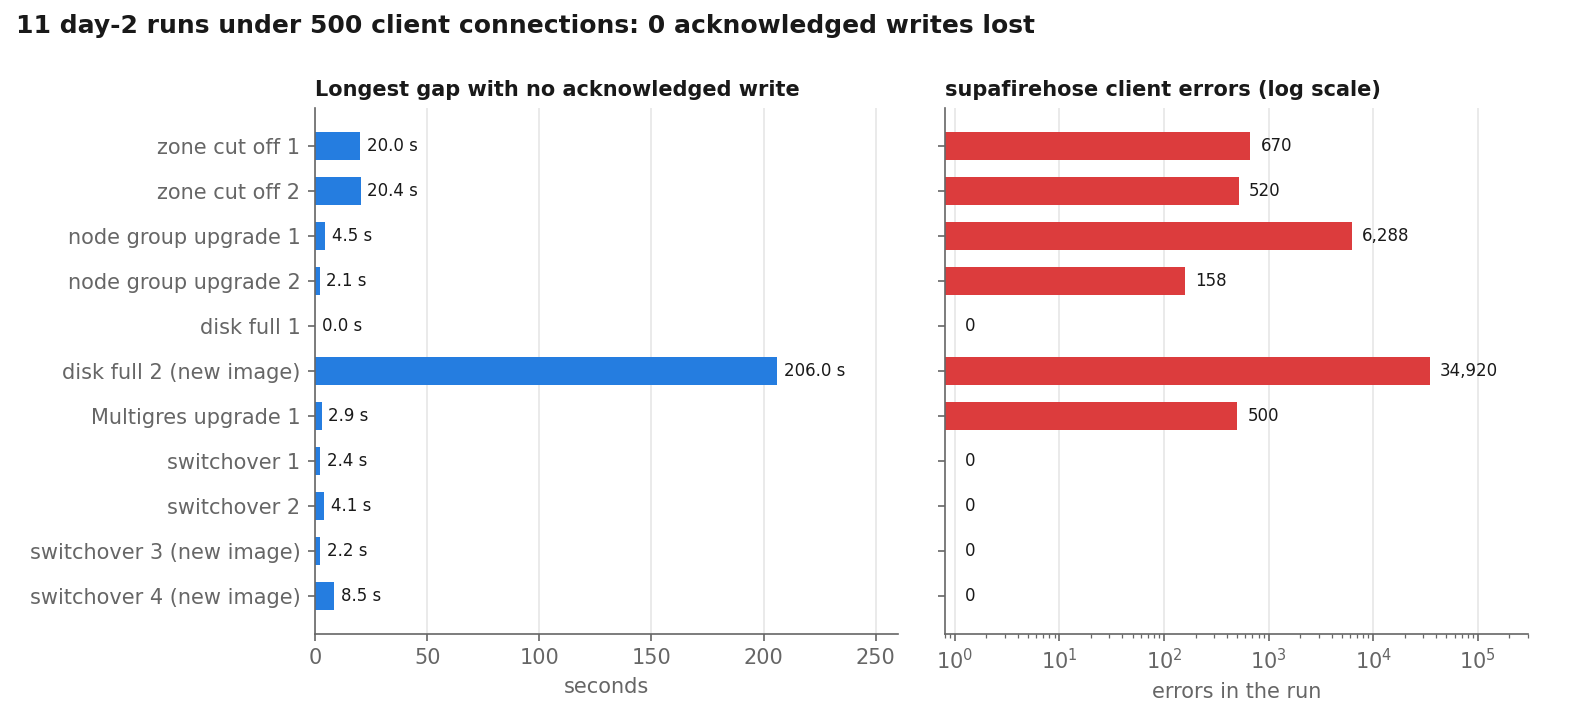 11 day-2 runs under 500 client connections: 0 acknowledged writes lost
Longest gap with no acknowledged write
zone cut off 1 20.0 s
zone cut off 2 20.4 s
node group upgrade 1 4.5 s
node group upgrade 2 2.1 s
disk full 1 0.0 s
disk full 2 (new image) 206.0 s
Multigres upgrade 1 2.9 s
switchover 1 2.4 s
switchover 2 4.1 s
switchover 3 (new image) 2.2 s
switchover 4 (new image) 8.5 s
0 50 100 150 200 250
seconds
supafirehose client errors (log scale)
670
520
6,288
158
0
34,920
500
0
0
0
0
10⁰ 10¹ 10² 10³ 10⁴ 10⁵
errors in the run